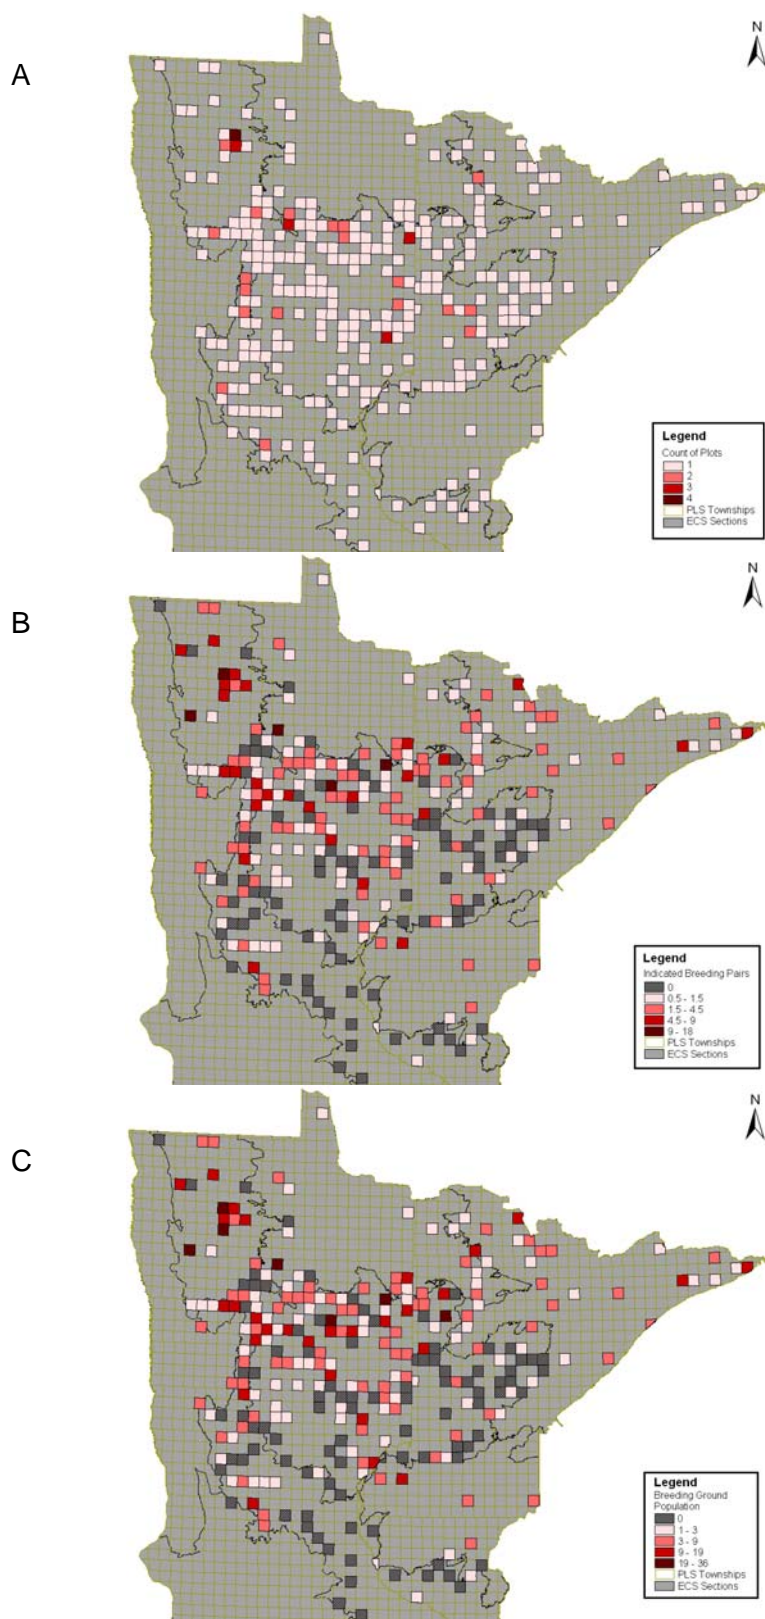 A
N
Legend
Count of Plots
1
2
3
4
PLS Townships
ECS Sections
B
N
Legend
Indicated Breeding Pairs
0
0.5 - 1.5
1.5 - 4.5
4.5 - 9
9 - 18
PLS Townships
ECS Sections
C
N
Legend
Breeding Ground
Population
0
1 - 3
3 - 9
9 - 19
19 - 36
PLS Townships
ECS Sections